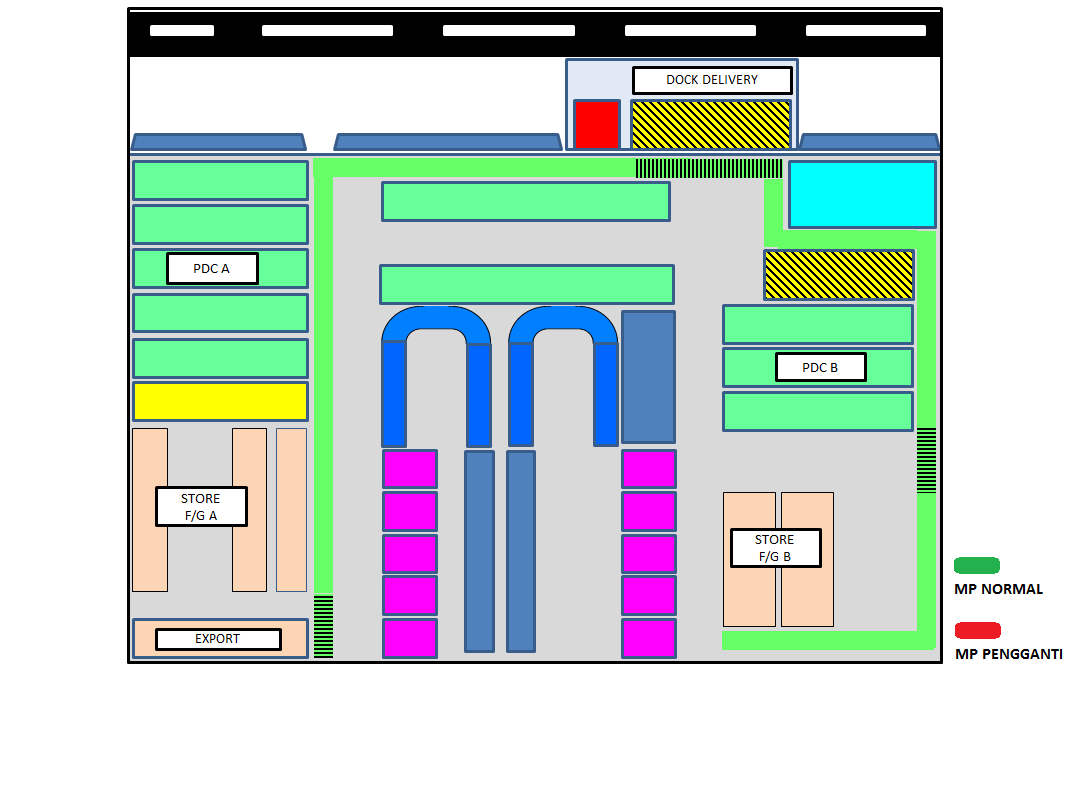 DOCK DELIVERY
PDC A
PDC B
STORE
F/G A
STORE
F/G B
EXPORT
MP NORMAL
MP PENGGANTI